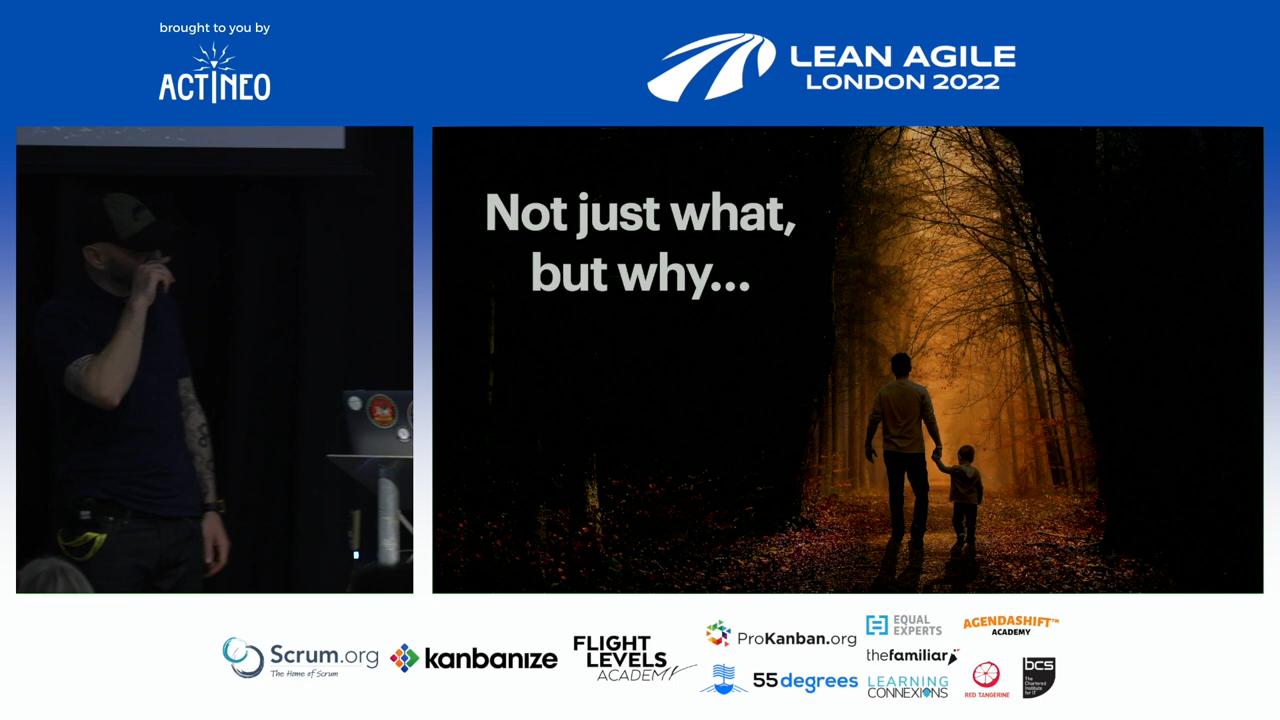 brought to you by
ACTINEO
LEAN AGILE
LONDON 2022
Not just what,
but why...
Scrum.org
The Home of Scrum
kanbanize
FLIGHT
LEVELS
ACADEMY
ProKanban.org
55degrees
EQUAL
EXPERTS
thefamiliar
LEARNING
CONNEXIONS
AGENDASHIFT™
ACADEMY
RED TANGERINE
bcs
The
Chartered
Institute
for IT